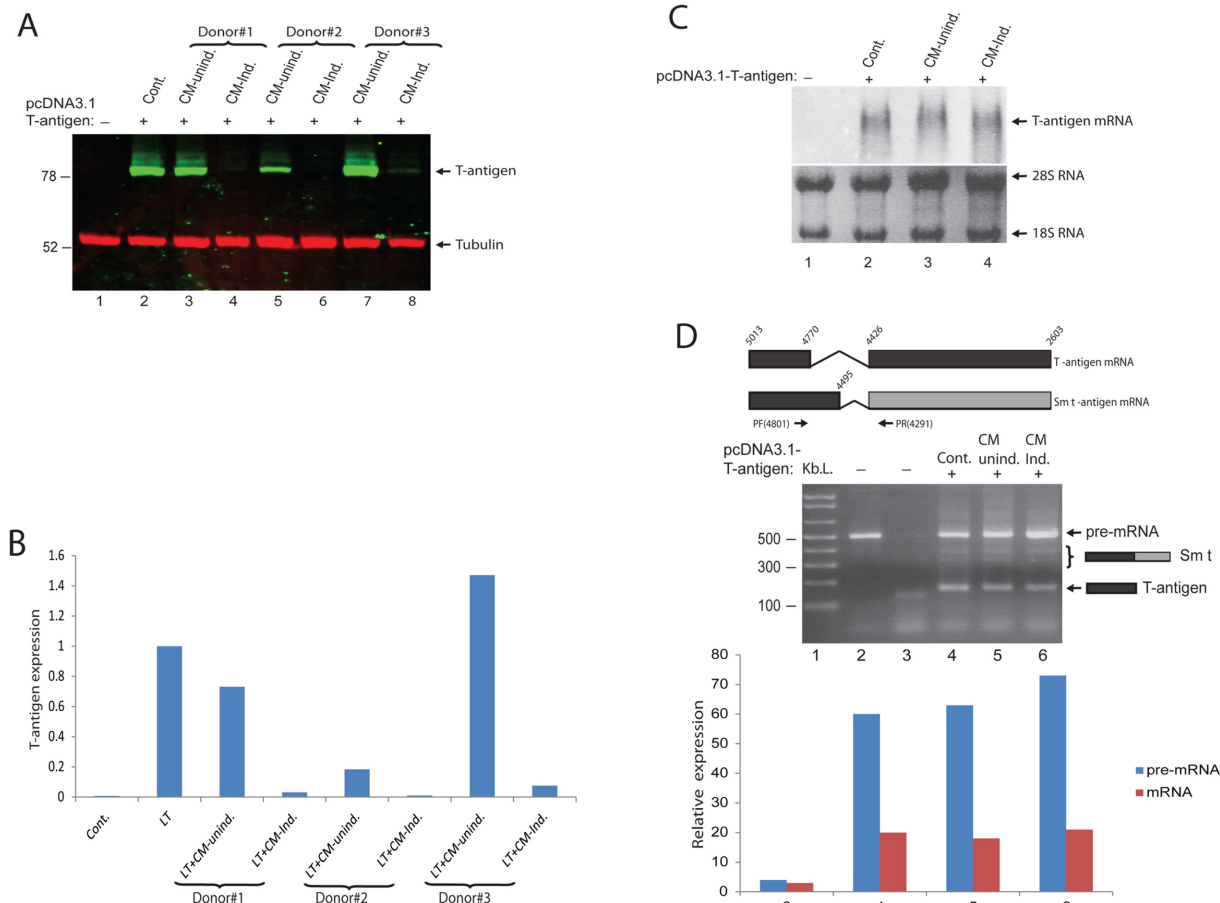 A
Donor#1 Donor#2 Donor#3
Cont. CM-unind. CM-Ind. CM-unind. CM-Ind. CM-unind. CM-Ind.
pcDNA3.1
T-antigen: – + + + + + + +
78 –
T-antigen
52 –
Tubulin
1 2 3 4 5 6 7 8
B
T-antigen expression
1.6
1.4
1.2
1
0.8
0.6
0.4
0.2
0
Cont. LT LT+CM-unind. LT+CM-Ind. LT+CM-unind. LT+CM-Ind. LT+CM-unind. LT+CM-Ind.
Donor#1 Donor#2 Donor#3
C
Cont. CM-unind. CM-Ind.
pcDNA3.1-T-antigen: – + + +
T-antigen mRNA
28S RNA
18S RNA
1 2 3 4
D
5013 4770 4426 2603
T -antigen mRNA
4495
Sm t -antigen mRNA
PF(4801) PR(4291)
pcDNA3.1-
T-antigen: Kb.L. – – Cont. + CM unind. + CM Ind. +
500 –
300 –
100 –
pre-mRNA
Sm t
T-antigen
1 2 3 4 5 6
Relative expression
80
70
60
50
40
30
20
10
0
pre-mRNA
mRNA